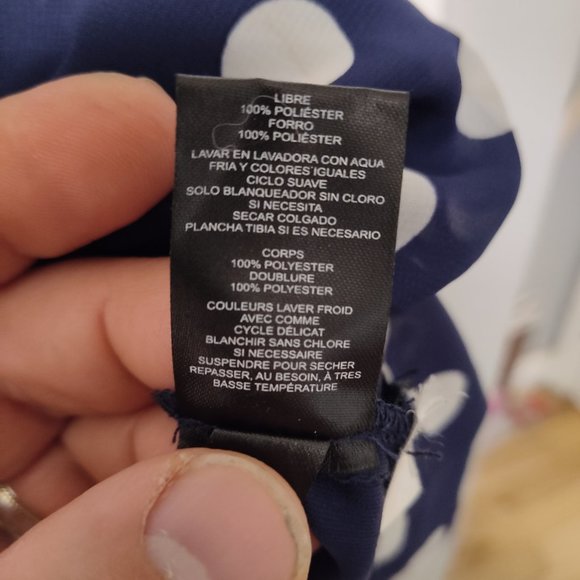 LIBRE
100% POLIÉSTER
FORRO
100% POLIÉSTER
LAVAR EN LAVADORA CON AQUA
FRIA Y COLORES IGUALES
CICLO SUAVE
SOLO BLANQUEADOR SIN CLORO
SI NECESITA
SECAR COLGADO
PLANCHA TIBIA SI ES NECESARIO
CORPS
100% POLYESTER
DOUBLURE
100% POLYESTER
COULEURS LAVER FROID
AVEC COMME
CYCLE DÉLICAT
BLANCHIR SANS CHLORE
SI NECESSAIRE
SUSPENDRE POUR SECHER
REPASSER, AU BESOIN, À TRES
BASSE TEMPÉRATURE